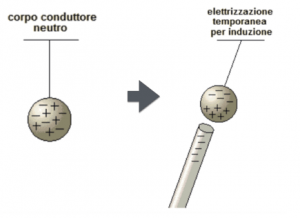 corpo conduttore
neutro
elettrizzazione
temporanea
per induzione